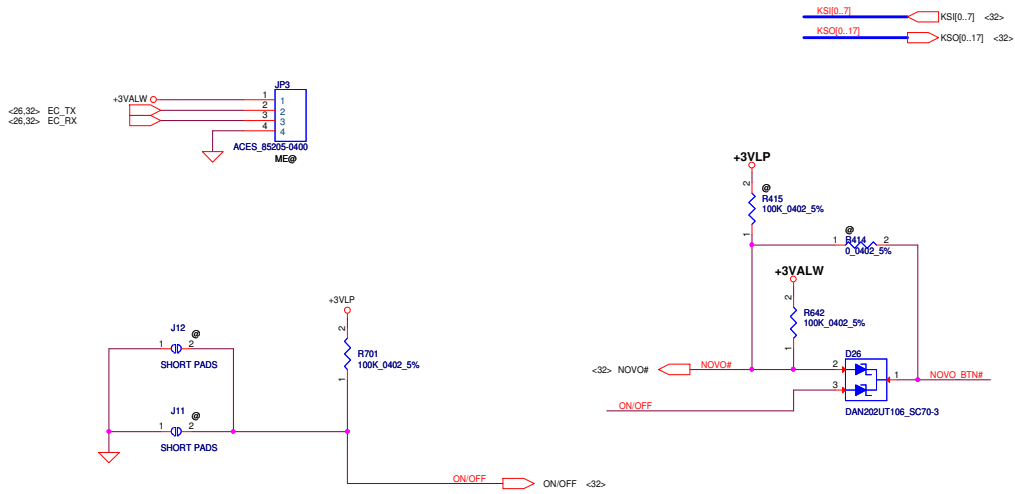 KSI[0..7]
KSI[0..7] <32>
KSO[0..17]
KSO[0..17] <32>
JP3
+3VALW
1
1
<26,32> EC_TX
2
2
<26,32> EC_RX
3
3
4
4
ACES_85205-0400
ME@
+3VLP
2
@
R415
100K_0402_5%
1
@
1
R414
2
0_0402_5%
+3VALW
2
R642
100K_0402_5%
1
+3VLP
2
R701
100K_0402_5%
1
J12
@
1
2
SHORT PADS
J11
@
1
2
SHORT PADS
D26
<32> NOVO#
NOVO#
2
1
NOVO_BTN#
3
ON/OFF
DAN202UT106_SC70-3
ON/OFF
ON/OFF <32>